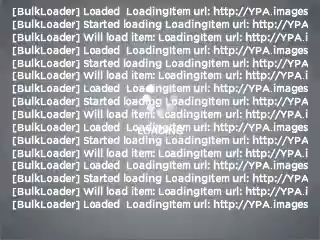 [BulkLoader] Loaded LoadingItem url: http://YPA.images
[BulkLoader] Started loading LoadingItem url: http://YPA
[BulkLoader] Will load item: LoadingItem url: http://YPA.i
[BulkLoader] Loaded LoadingItem url: http://YPA.images
[BulkLoader] Started loading LoadingItem url: http://YPA
[BulkLoader] Will load item: LoadingItem url: http://YPA.i
[BulkLoader] Loaded LoadingItem url: http://YPA.images
[BulkLoader] Started loading LoadingItem url: http://YPA
[BulkLoader] Will load item: LoadingItem url: http://YPA.i
[BulkLoader] Loaded LoadingItem url: http://YPA.images
LOADING
[BulkLoader] Started loading LoadingItem url: http://YPA
[BulkLoader] Will load item: LoadingItem url: http://YPA.i
[BulkLoader] Loaded LoadingItem url: http://YPA.images
[BulkLoader] Started loading LoadingItem url: http://YPA
[BulkLoader] Will load item: LoadingItem url: http://YPA.i
[BulkLoader] Loaded LoadingItem url: http://YPA.images